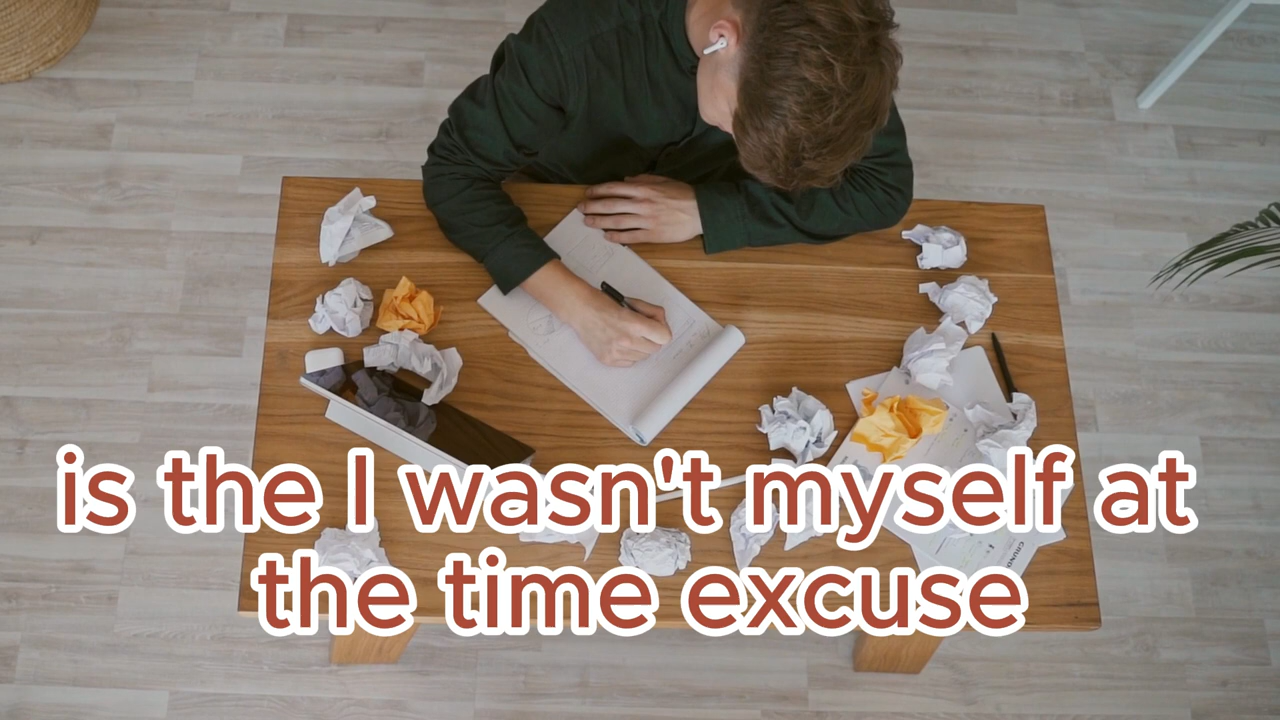 is the I wasn't myself at
the time excuse